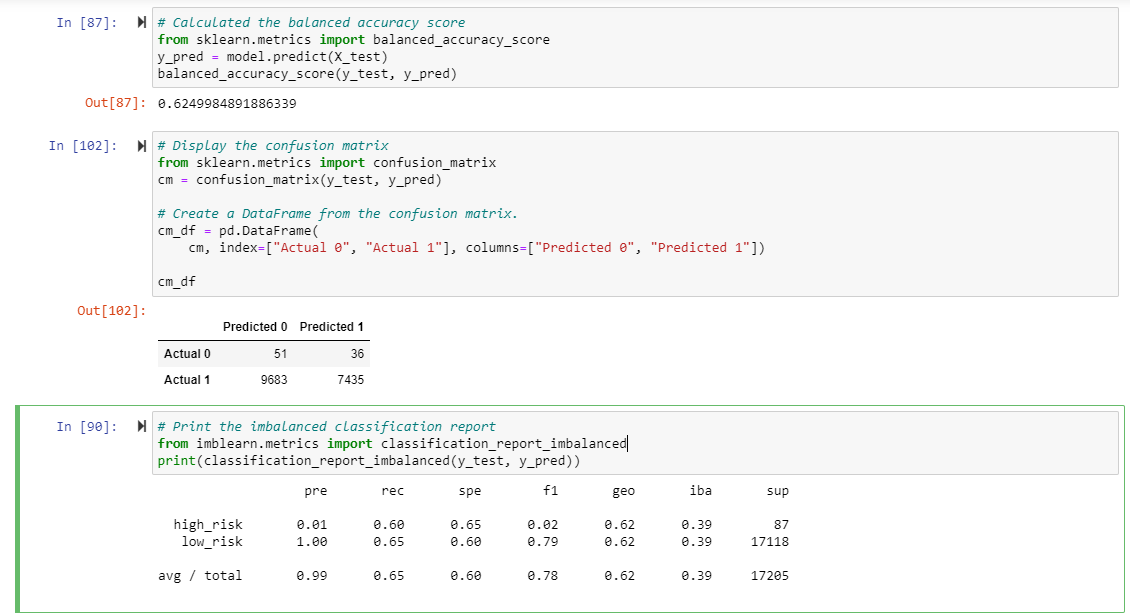 In [87]: # Calculated the balanced accuracy score
from sklearn.metrics import balanced_accuracy_score
y_pred = model.predict(X_test)
balanced_accuracy_score(y_test, y_pred)
Out[87]: 0.6249984891886339
In [102]: # Display the confusion matrix
from sklearn.metrics import confusion_matrix
cm = confusion_matrix(y_test, y_pred)
# Create a DataFrame from the confusion matrix.
cm_df = pd.DataFrame(
cm, index=["Actual 0", "Actual 1"], columns=["Predicted 0", "Predicted 1"])
cm_df
Out[102]:
Predicted 0 Predicted 1
Actual 0 51 36
Actual 1 9683 7435
In [90]: # Print the imbalanced classification report
from imblearn.metrics import classification_report_imbalanced
print(classification_report_imbalanced(y_test, y_pred))
pre rec spe f1 geo iba sup
high_risk 0.01 0.60 0.65 0.02 0.62 0.39 87
low_risk 1.00 0.65 0.60 0.79 0.62 0.39 17118
avg / total 0.99 0.65 0.60 0.78 0.62 0.39 17205